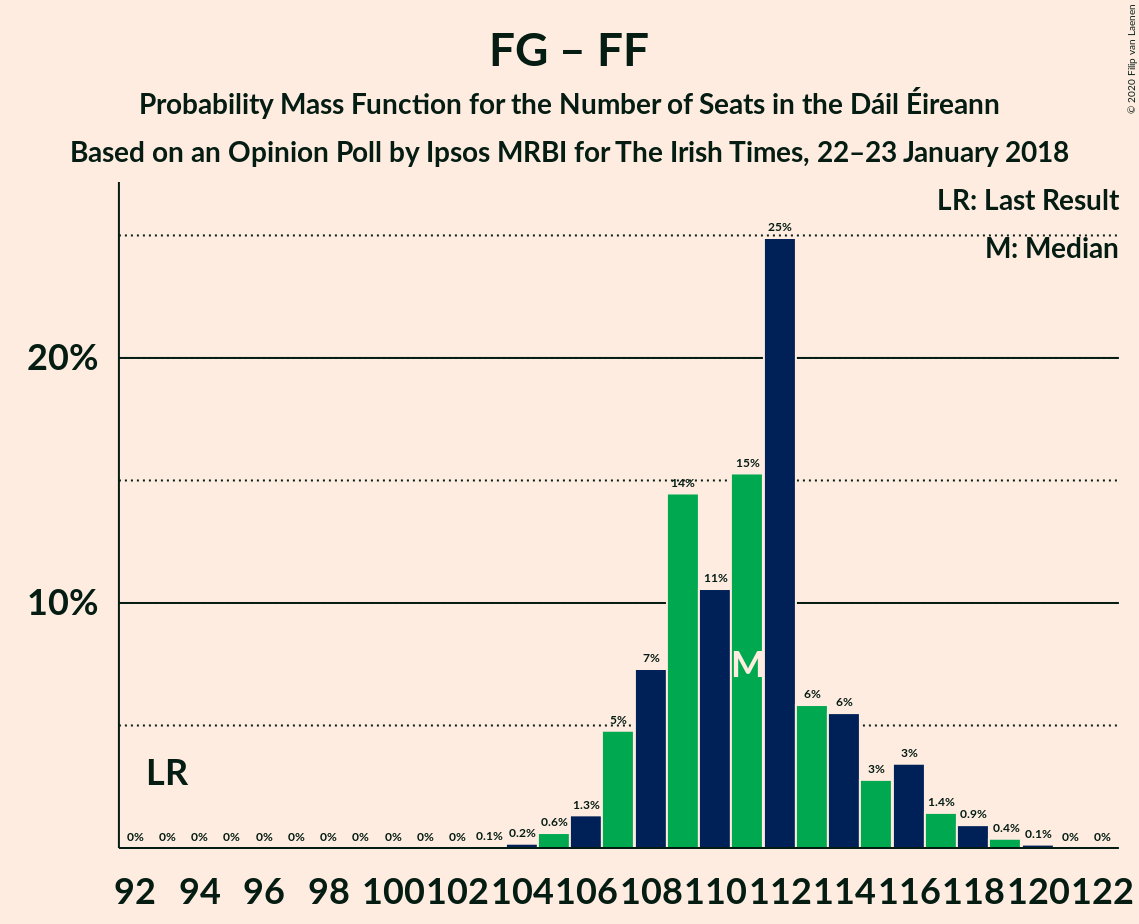 FG – FF
Probability Mass Function for the Number of Seats in the Dáil Éireann
Based on an Opinion Poll by Ipsos MRBI for The Irish Times, 22–23 January 2018
© 2020 Filip van Laenen
LR: Last Result
M: Median
25%
20%
15%
14%
11%
10%
7%
M
6% 6%
5%
3% 3%
LR
0% 0% 0% 0% 0% 0% 0% 0% 0% 0% 0% 0.1% 0.2% 0.6% 1.3% 1.4% 0.9% 0.4% 0.1% 0% 0%
92 94 96 98 100 102 104 106 108 110 112 114 116 118 120 122